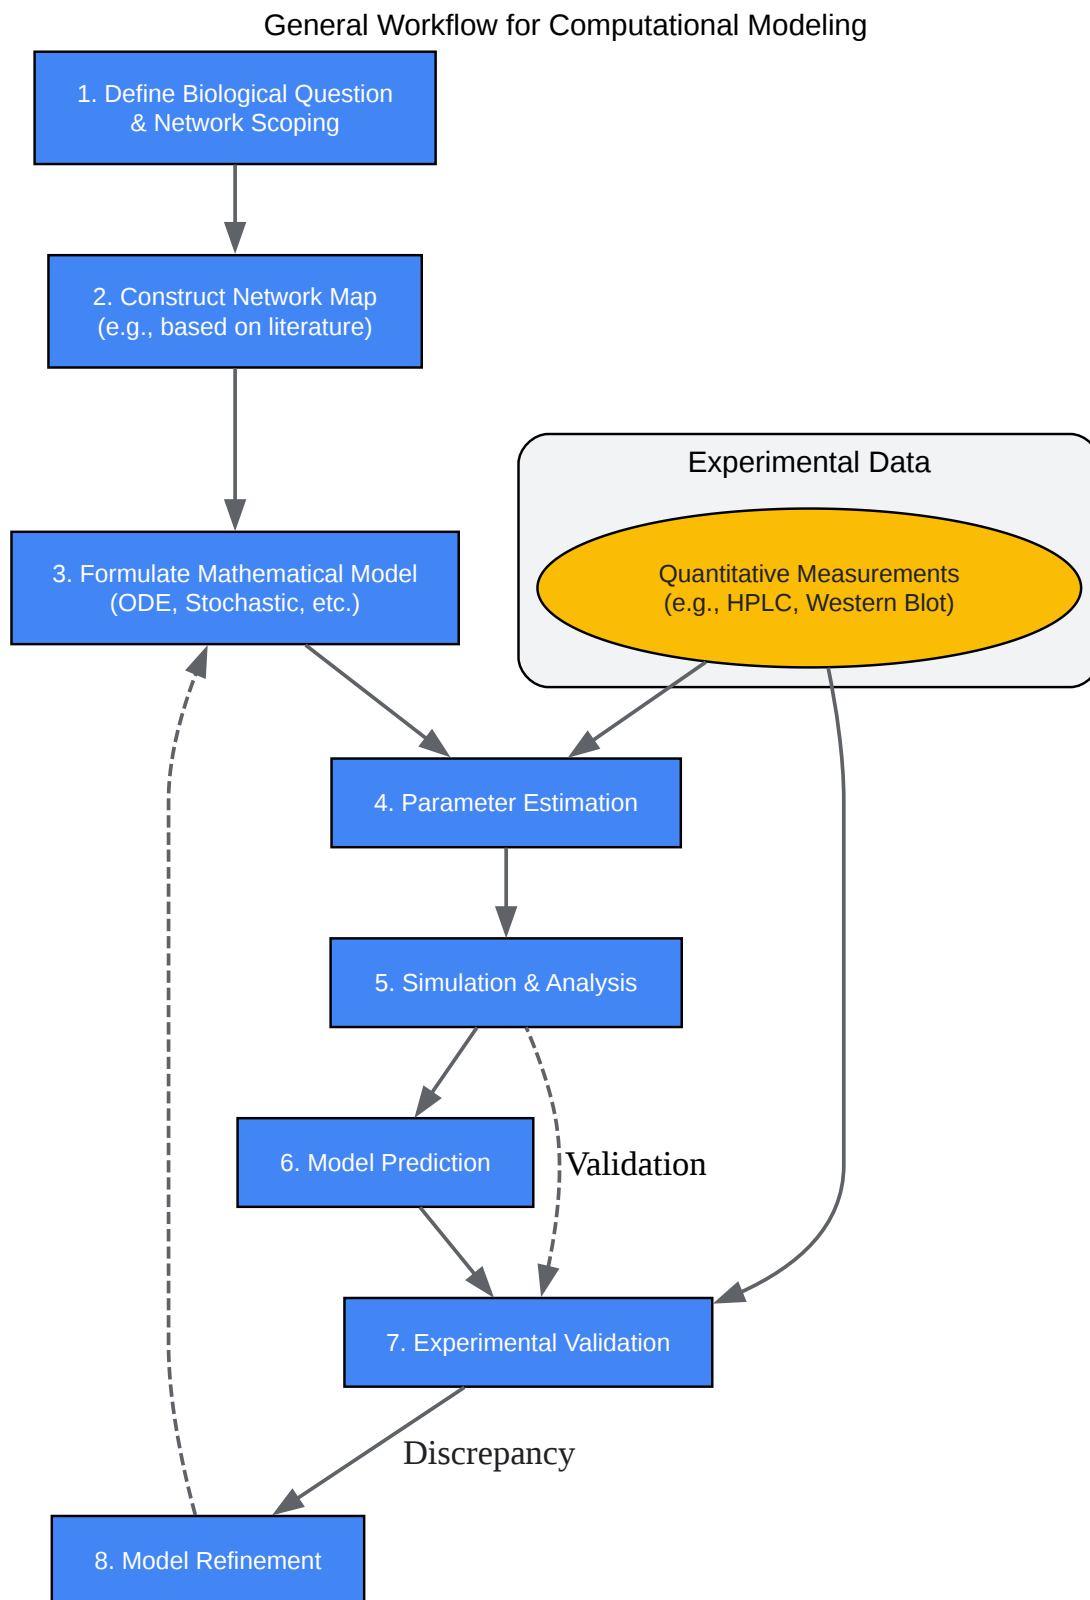 General Workflow for Computational Modeling
1. Define Biological Question
& Network Scoping
2. Construct Network Map
(e.g., based on literature)
Experimental Data
Quantitative Measurements
(e.g., HPLC, Western Blot)
3. Formulate Mathematical Model
(ODE, Stochastic, etc.)
4. Parameter Estimation
5. Simulation & Analysis
6. Model Prediction
Validation
7. Experimental Validation
Discrepancy
8. Model Refinement